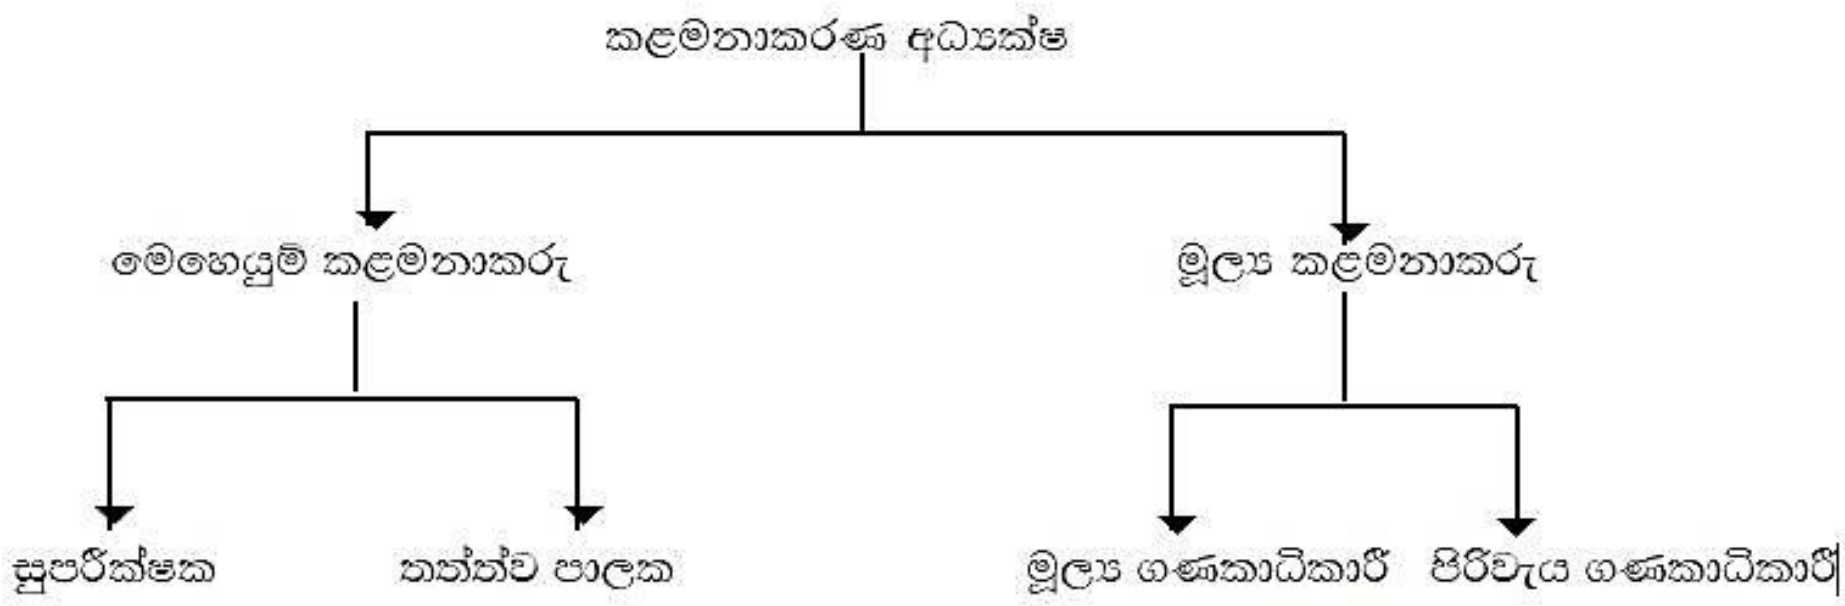 කළමනාකරණ අධ්‍යක්ෂ
මෙහෙයුම් කළමනාකරු
මූල්‍ය කළමනාකරු
සුපරීක්ෂක
තත්ත්ව පාලක
මූල්‍ය ගණකාධිකාරී
පිරිවැය ගණකාධිකාරී